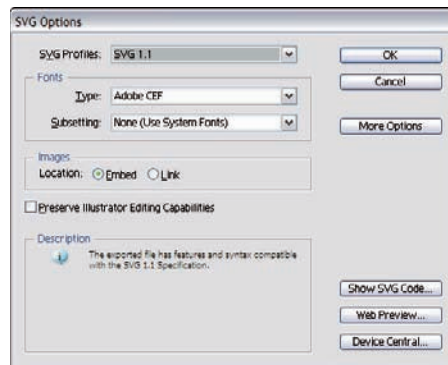 SVG Options
SVG Profiles: SVG 1.1
OK
Cancel
More Options
Fonts
Type: Adobe CEF
Subsetting: None (Use System Fonts)
Images
Location: Embed Link
Preserve Illustrator Editing Capabilities
Description
The exported file has features and syntax compatible
with the SVG 1.1 Specification.
Show SVG Code...
Web Preview...
Device Central...